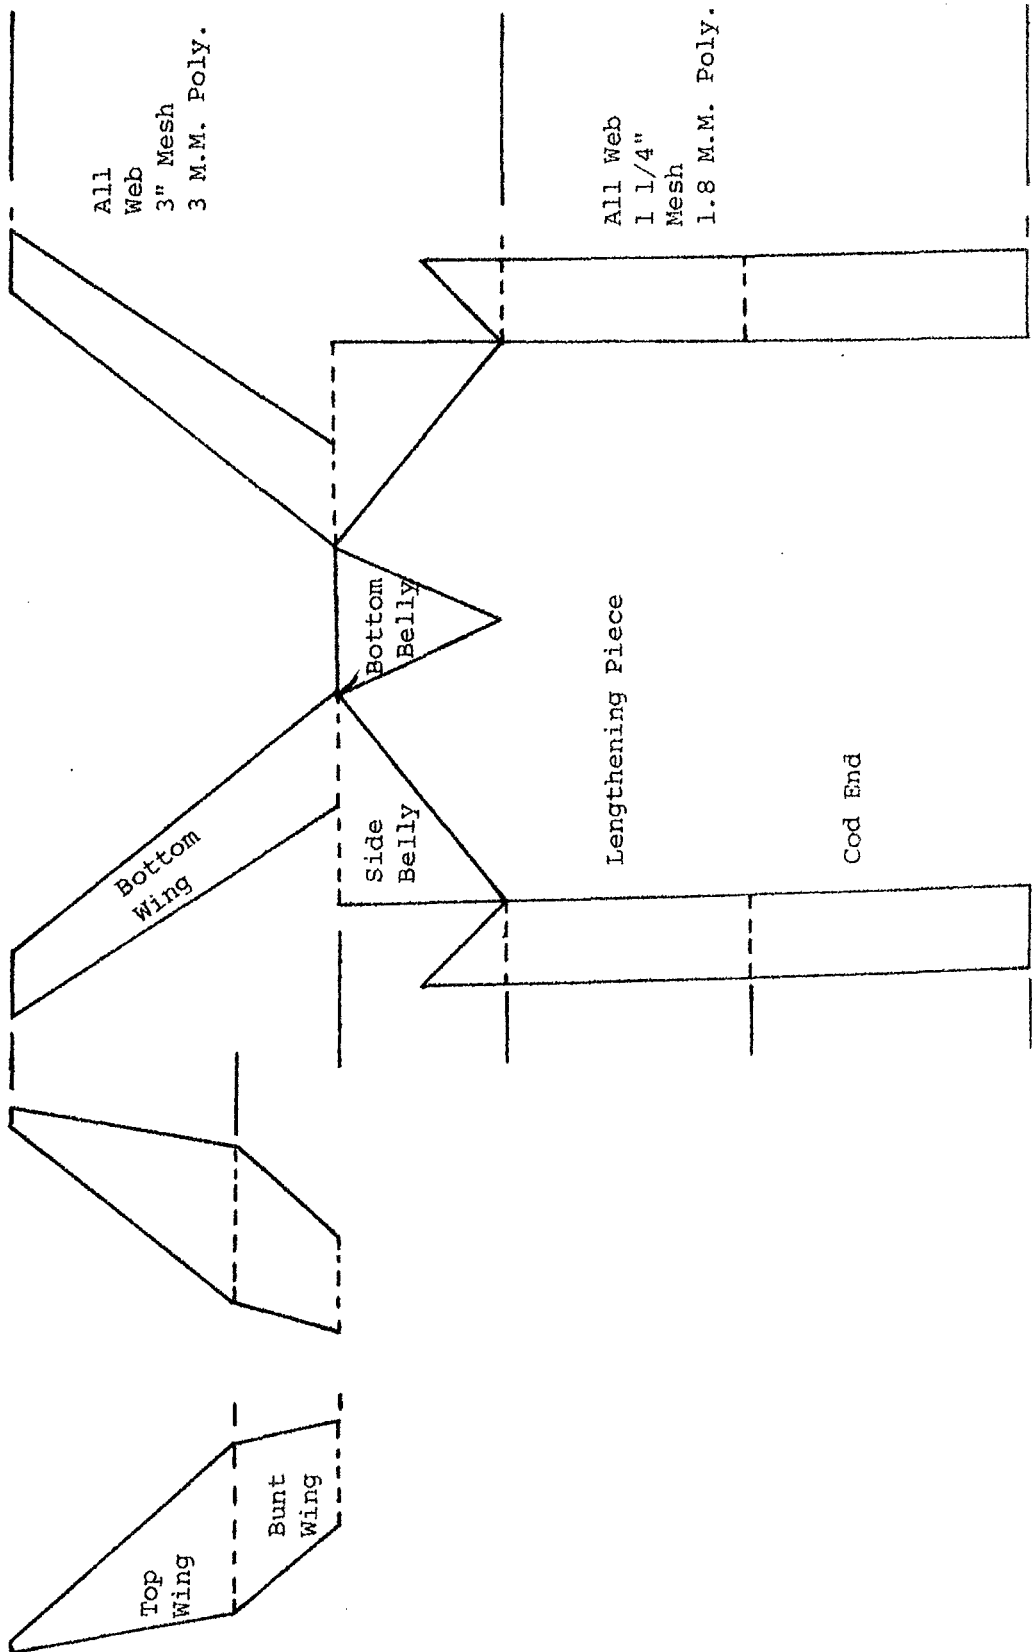 Top
Wing
Bunt
Wing
Bottom
Wing
Side
Belly
Bottom
Belly
All
Web
3" Mesh
3 M.M. Poly.
Lengthening Piece
All Web
1 1/4"
Mesh
1.8 M.M. Poly.
Cod End